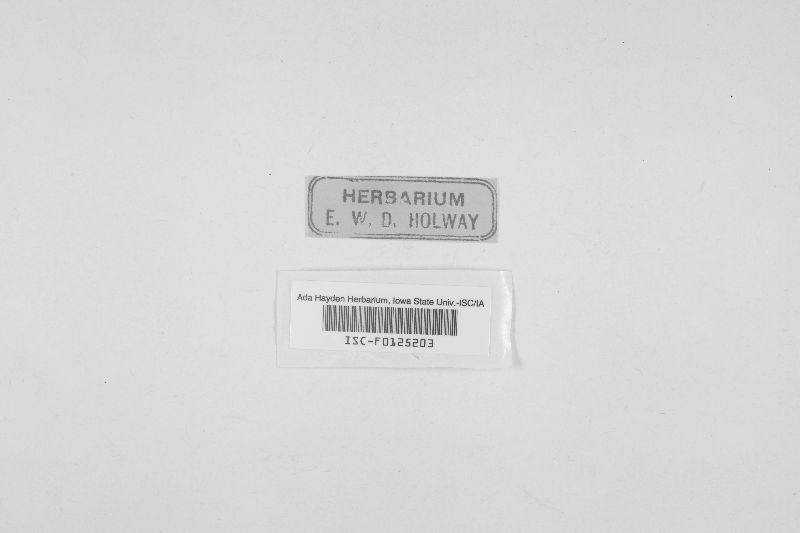 HERBARIUM
E. W. D. HOLWAY
Ada Hayden Herbarium, Iowa State Univ.-ISC/IA
ISC-F0125203